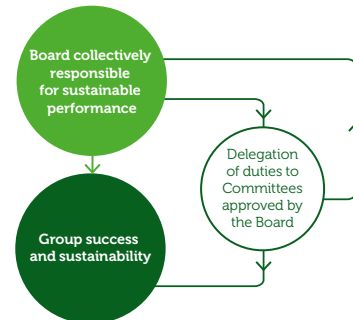 Board collectively
responsible
for sustainable
performance
Delegation
of duties to
Committees
approved by
the Board
Group success
and sustainability